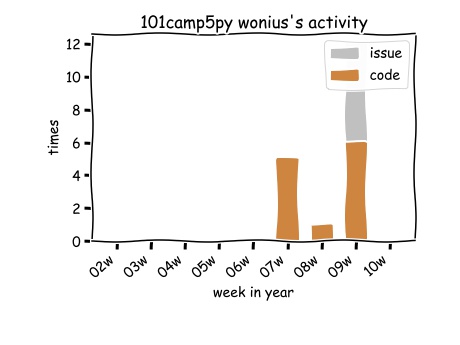 101camp5py wonius's activity
issue
code
times
12
10
8
6
4
2
0
02w 03w 04w 05w 06w 07w 08w 09w 10w
week in year